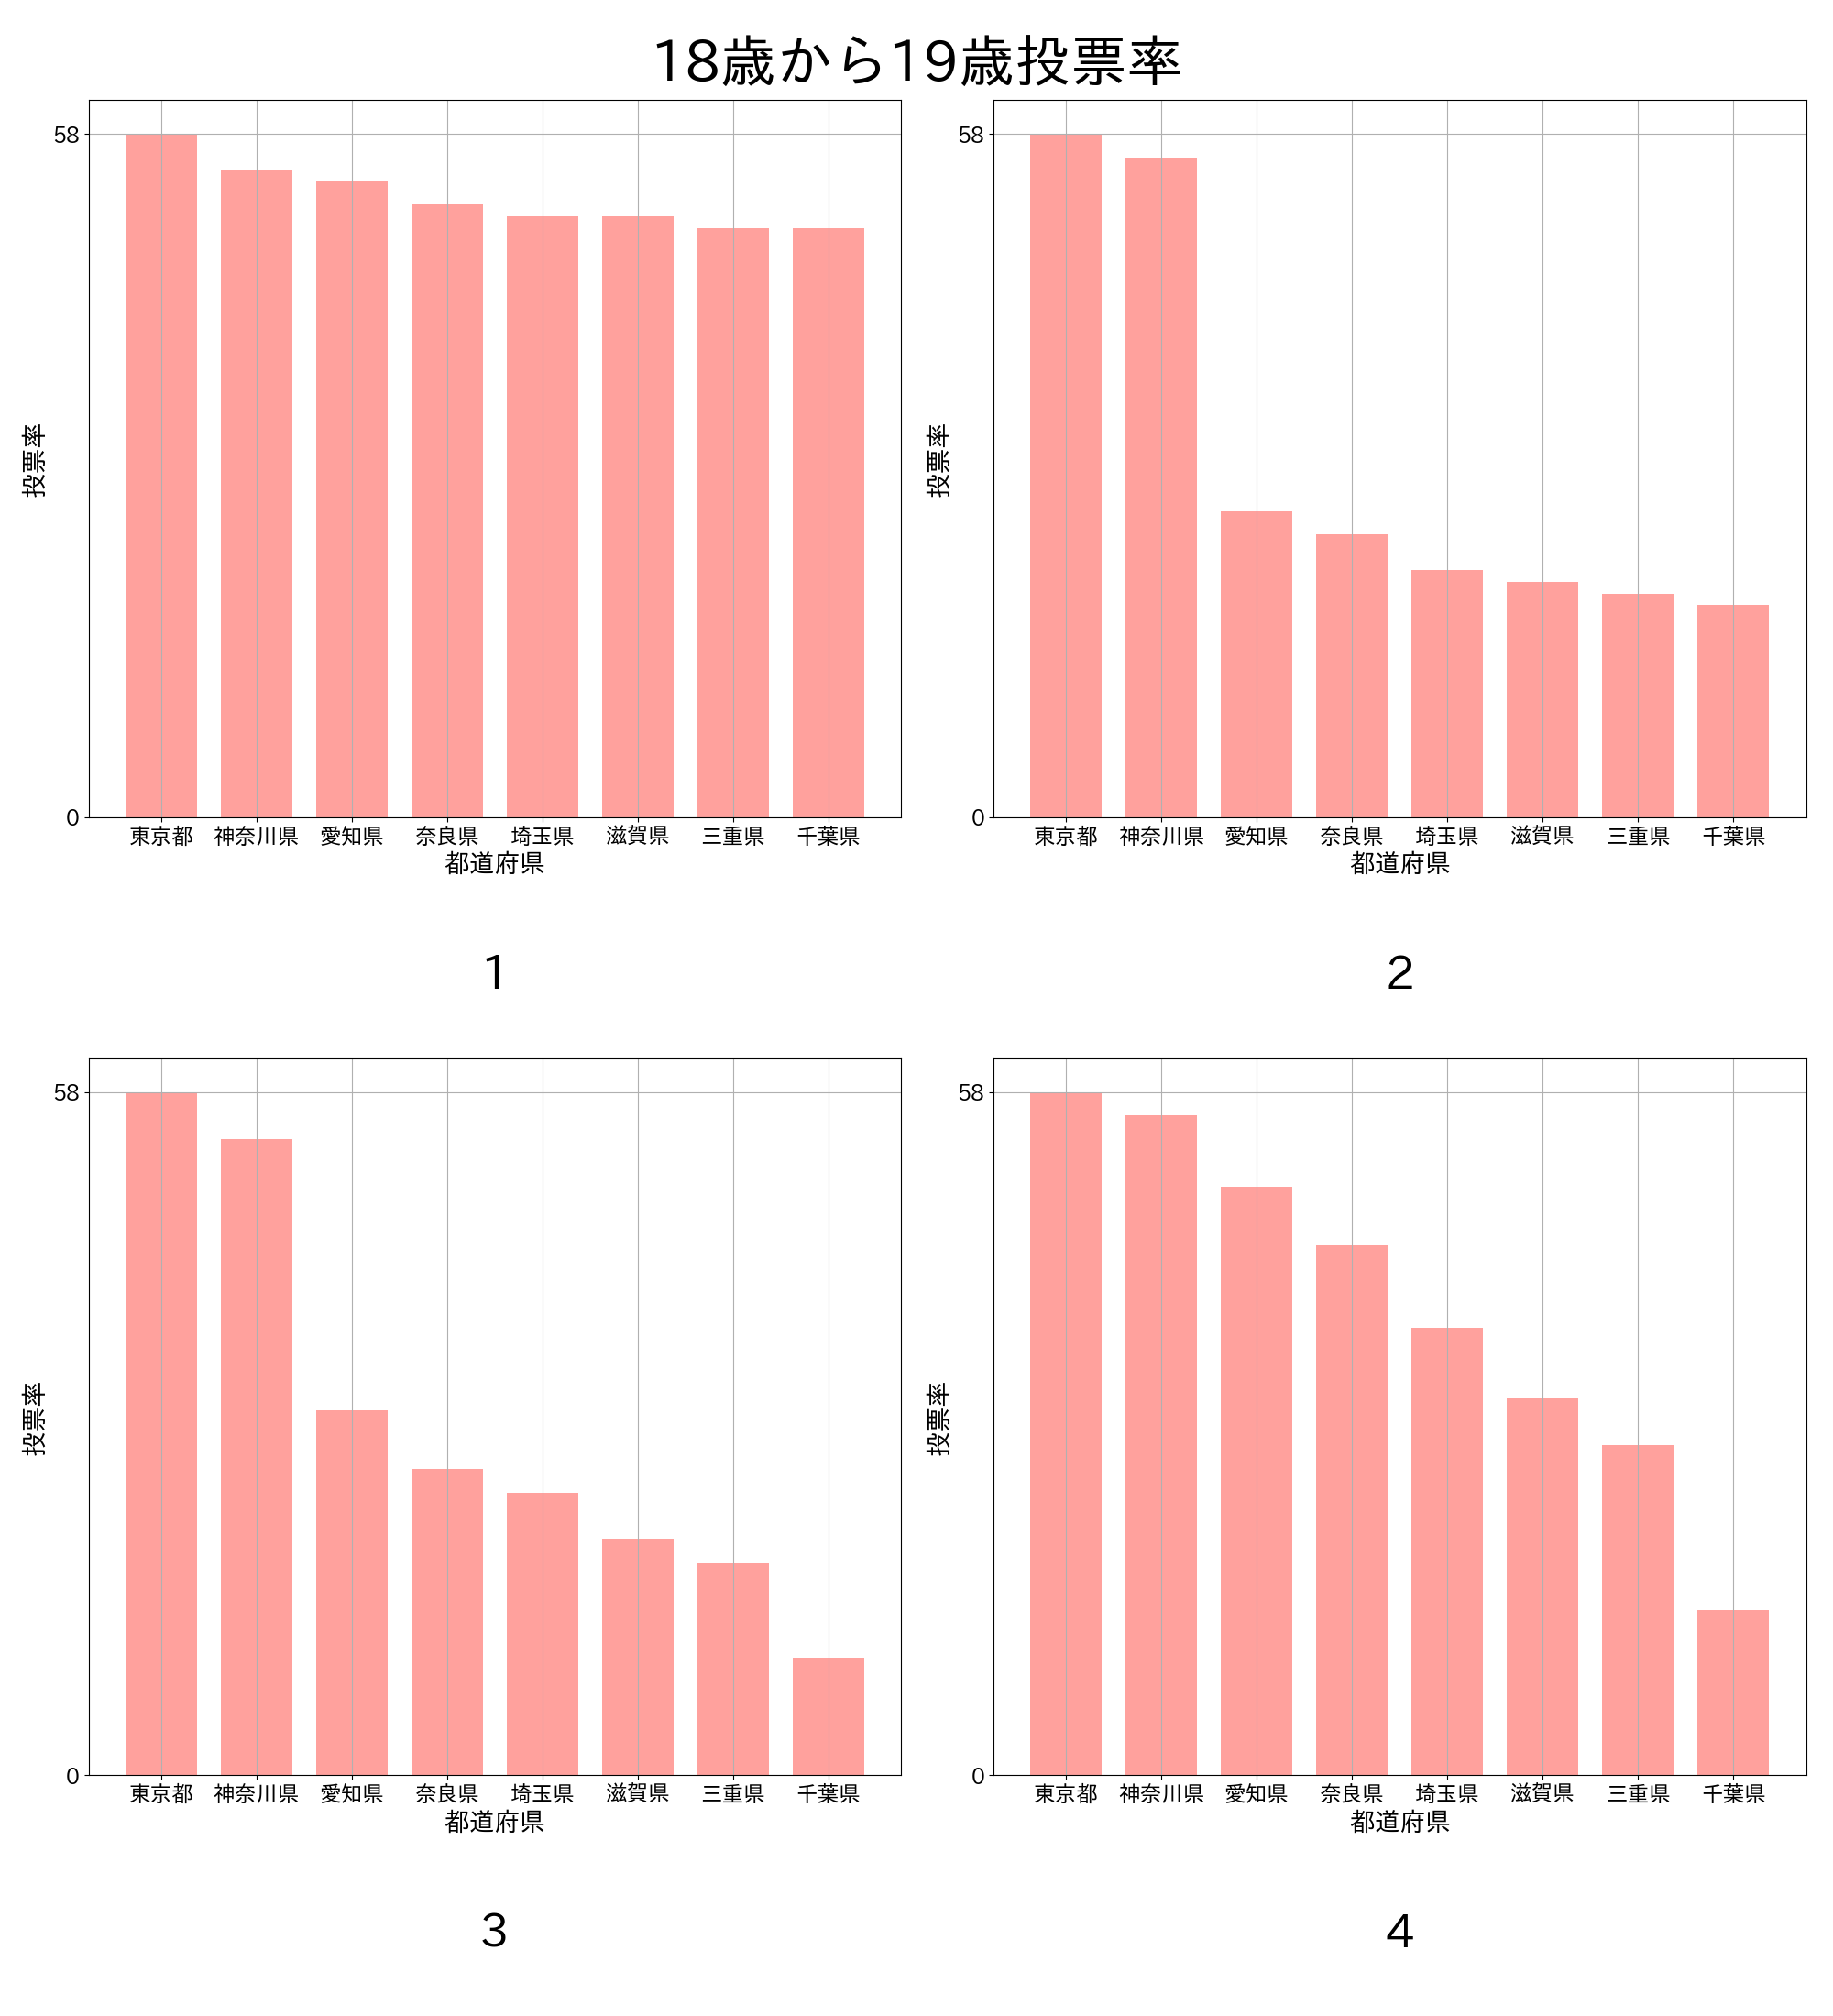 18歳から19歳投票率
58
0
投票率
東京都 神奈川県 愛知県 奈良県 埼玉県 滋賀県 三重県 千葉県
都道府県
1
58
0
投票率
東京都 神奈川県 愛知県 奈良県 埼玉県 滋賀県 三重県 千葉県
都道府県
2
58
0
投票率
東京都 神奈川県 愛知県 奈良県 埼玉県 滋賀県 三重県 千葉県
都道府県
3
58
0
投票率
東京都 神奈川県 愛知県 奈良県 埼玉県 滋賀県 三重県 千葉県
都道府県
4